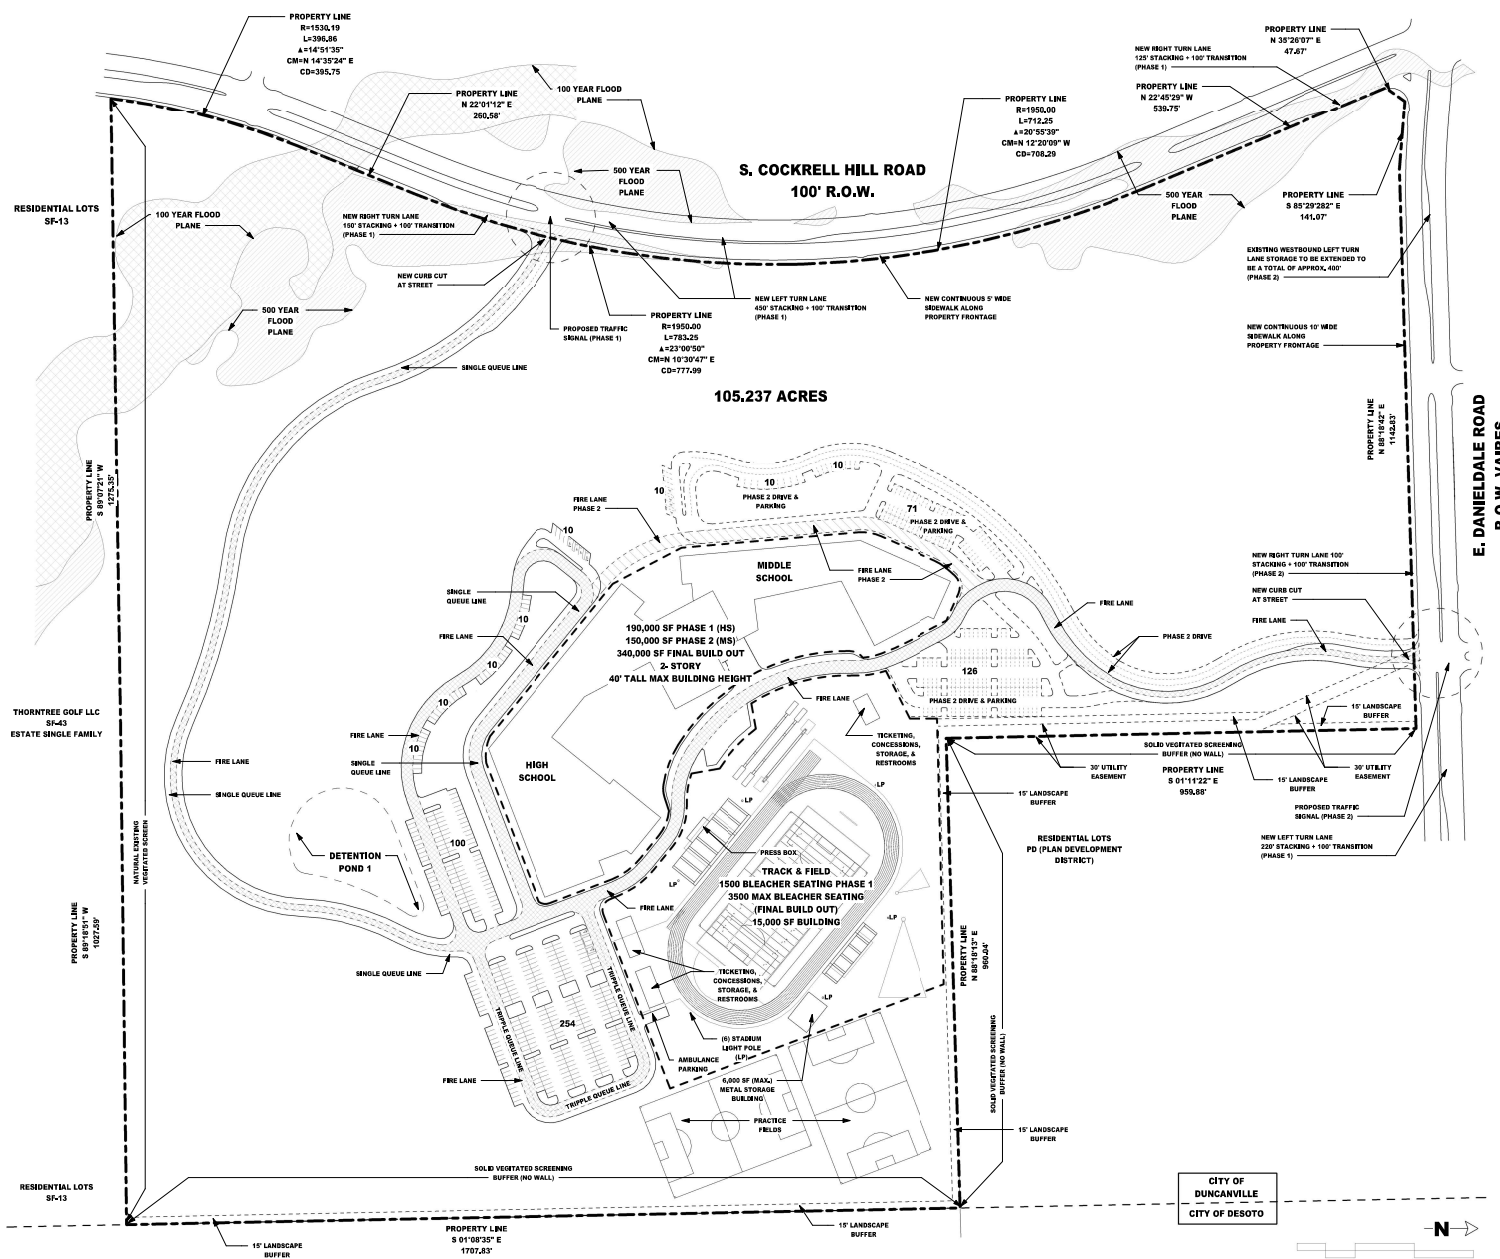 PROPERTY LINE
R=1530.19
L=396.86
▲=14°51'35"
CM=N 14°35'24" E
CD=395.75
PROPERTY LINE
N 22°01'12" E
260.58'
100 YEAR FLOOD
PLANE
PROPERTY LINE
R=1950.00
L=712.25
▲=20°55'39"
CM=N 12°20'09" W
CD=708.29
NEW RIGHT TURN LANE
125' STACKING + 100' TRANSITION
(PHASE 1)
PROPERTY LINE
N 35°26'07" E
47.67'
PROPERTY LINE
N 22°45'29" W
539.75'
S. COCKRELL HILL ROAD
100' R.O.W.
500 YEAR
FLOOD
PLANE
500 YEAR
FLOOD
PLANE
PROPERTY LINE
S 85°29'282" E
141.07'
RESIDENTIAL LOTS
SF-13
100 YEAR FLOOD
PLANE
NEW RIGHT TURN LANE
150' STACKING + 100' TRANSITION
(PHASE 1)
NEW CURB CUT
AT STREET
500 YEAR
FLOOD
PLANE
PROPOSED TRAFFIC
SIGNAL (PHASE 1)
PROPERTY LINE
R=1950.00
L=783.25
▲=23°00'50"
CM=N 10°30'47" E
CD=777.99
NEW LEFT TURN LANE
450' STACKING + 100' TRANSITION
(PHASE 1)
NEW CONTINUOUS 5' WIDE
SIDEWALK ALONG
PROPERTY FRONTAGE
EXISTING WESTBOUND LEFT TURN
LANE STORAGE TO BE EXTENDED TO
BE A TOTAL OF APPROX. 400'
(PHASE 2)
NEW CONTINUOUS 10' WIDE
SIDEWALK ALONG
PROPERTY FRONTAGE
SINGLE QUEUE LINE
105.237 ACRES
PROPERTY LINE
N 88°18'42" E
1142.83'
E. DANIELDALE ROAD
R.O.W. VAIRES
PROPERTY LINE
S 89°07'21" W
1275.35'
10
10
10
PHASE 2 DRIVE &
PARKING
71
PHASE 2 DRIVE &
PARKING
FIRE LANE
PHASE 2
10
MIDDLE
SCHOOL
FIRE LANE
PHASE 2
NEW RIGHT TURN LANE 100'
STACKING + 100' TRANSITION
(PHASE 2)
NEW CURB CUT
AT STREET
FIRE LANE
SINGLE
QUEUE LINE
FIRE LANE
10
10
10
10
190,000 SF PHASE 1 (HS)
150,000 SF PHASE 2 (MS)
340,000 SF FINAL BUILD OUT
2- STORY
40' TALL MAX BUILDING HEIGHT
FIRE LANE
PHASE 2 DRIVE
126
PHASE 2 DRIVE & PARKING
FIRE LANE
15' LANDSCAPE
BUFFER
THORNTREE GOLF LLC
SF-43
ESTATE SINGLE FAMILY
FIRE LANE
SINGLE QUEUE LINE
FIRE LANE
SINGLE
QUEUE LINE
HIGH
SCHOOL
TICKETING,
CONCESSIONS,
STORAGE, &
RESTROOMS
SOLID VEGITATED SCREENING
BUFFER (NO WALL)
30' UTILITY
EASEMENT
PROPERTY LINE
S 01°11'22" E
959.88'
15' LANDSCAPE
BUFFER
30' UTILITY
EASEMENT
15' LANDSCAPE
BUFFER
PROPOSED TRAFFIC
SIGNAL (PHASE 2)
NEW LEFT TURN LANE
220' STACKING + 100' TRANSITION
(PHASE 1)
RESIDENTIAL LOTS
PD (PLAN DEVELOPMENT
DISTRICT)
NATURAL EXISTING
VEGITATED SCREEN
DETENTION
POND 1
100
LP
LP
PRESS BOX
LP
TRACK & FIELD
1500 BLEACHER SEATING PHASE 1
3500 MAX BLEACHER SEATING
(FINAL BUILD OUT)
15,000 SF BUILDING
LP
LP
FIRE LANE
PROPERTY LINE
S 89°18'51" W
1027.59'
SINGLE QUEUE LINE
TRIPPLE QUEUE LINE
TRIPPLE QUEUE LINE
TRIPPLE QUEUE LINE
254
FIRE LANE
TICKETING,
CONCESSIONS,
STORAGE, &
RESTROOMS
(6) STADIUM
LIGHT POLE
(LP)
AMBULANCE
PARKING
6,000 SF (MAX.)
METAL STORAGE
BUILDING
PRACTICE
FIELDS
PROPERTY LINE
N 88°18'13" E
960.04'
SOLID VEGITATED SCREENING
BUFFER (NO WALL)
15' LANDSCAPE
BUFFER
SOLID VEGITATED SCREENING
BUFFER (NO WALL)
RESIDENTIAL LOTS
SF-13
15' LANDSCAPE
BUFFER
PROPERTY LINE
S 01°08'35" E
1707.83'
15' LANDSCAPE
BUFFER
CITY OF
DUNCANVILLE
CITY OF DESOTO
N